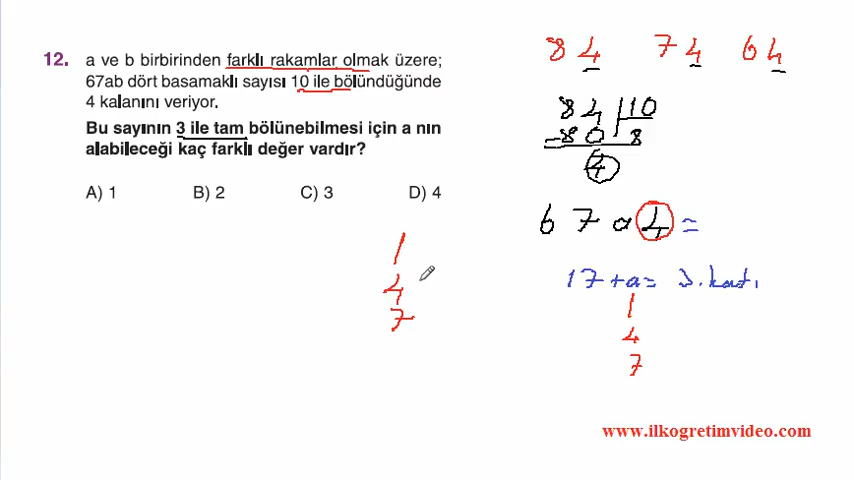 12. a ve b birbirinden farklı rakamlar olmak üzere;
67ab dört basamaklı sayısı 10 ile bölündüğünde
4 kalanını veriyor.
Bu sayının 3 ile tam bölünebilmesi için a nın
alabileceği kaç farklı değer vardır?
A) 1 B) 2 C) 3 D) 4
1
4
7
84 74 64
84 10
-80 8
4
67a4=
17+a= 3.katı
1
4
7
www.ilkogretimvideo.com